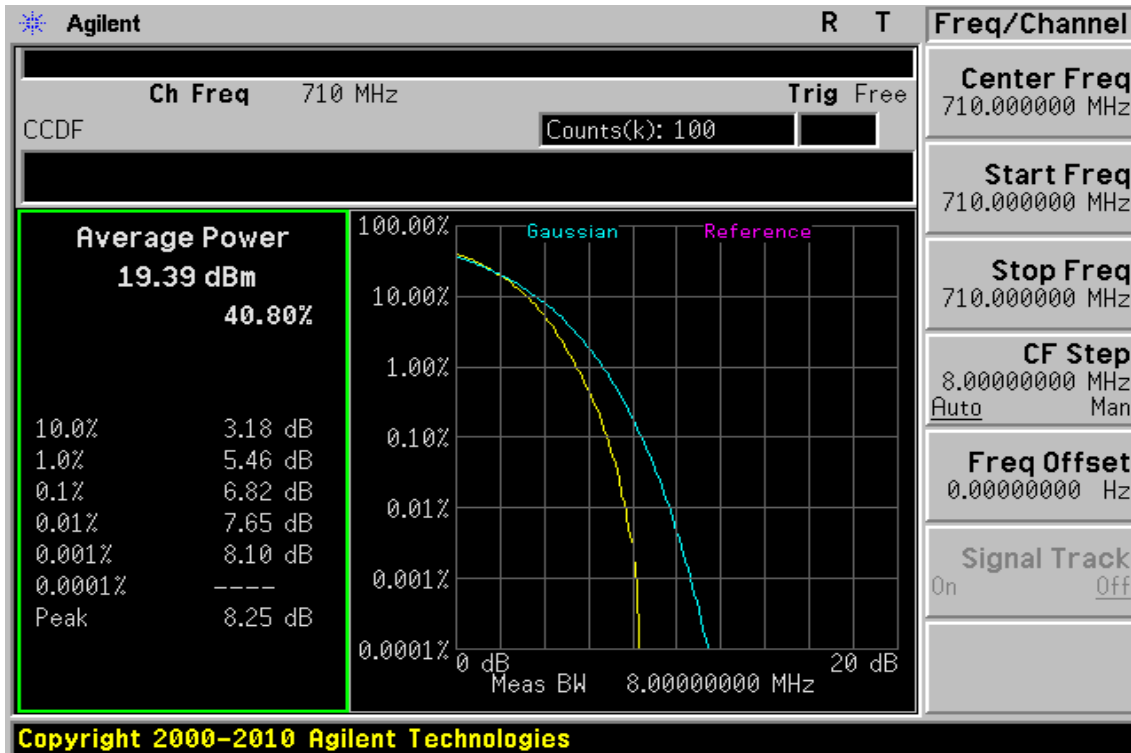 Agilent R T
Ch Freq 710 MHz Trig Free
CCDF Counts(k): 100
Average Power
19.39 dBm
40.80%
10.0% 3.18 dB
1.0% 5.46 dB
0.1% 6.82 dB
0.01% 7.65 dB
0.001% 8.10 dB
0.0001% ----
Peak 8.25 dB
Gaussian Reference
100.00%
10.00%
1.00%
0.10%
0.01%
0.001%
0.0001%
0 dB 20 dB
Meas BW 8.00000000 MHz
Freq/Channel
Center Freq
710.000000 MHz
Start Freq
710.000000 MHz
Stop Freq
710.000000 MHz
CF Step
8.00000000 MHz
Auto Man
Freq Offset
0.00000000 Hz
Signal Track
On Off
Copyright 2000-2010 Agilent Technologies